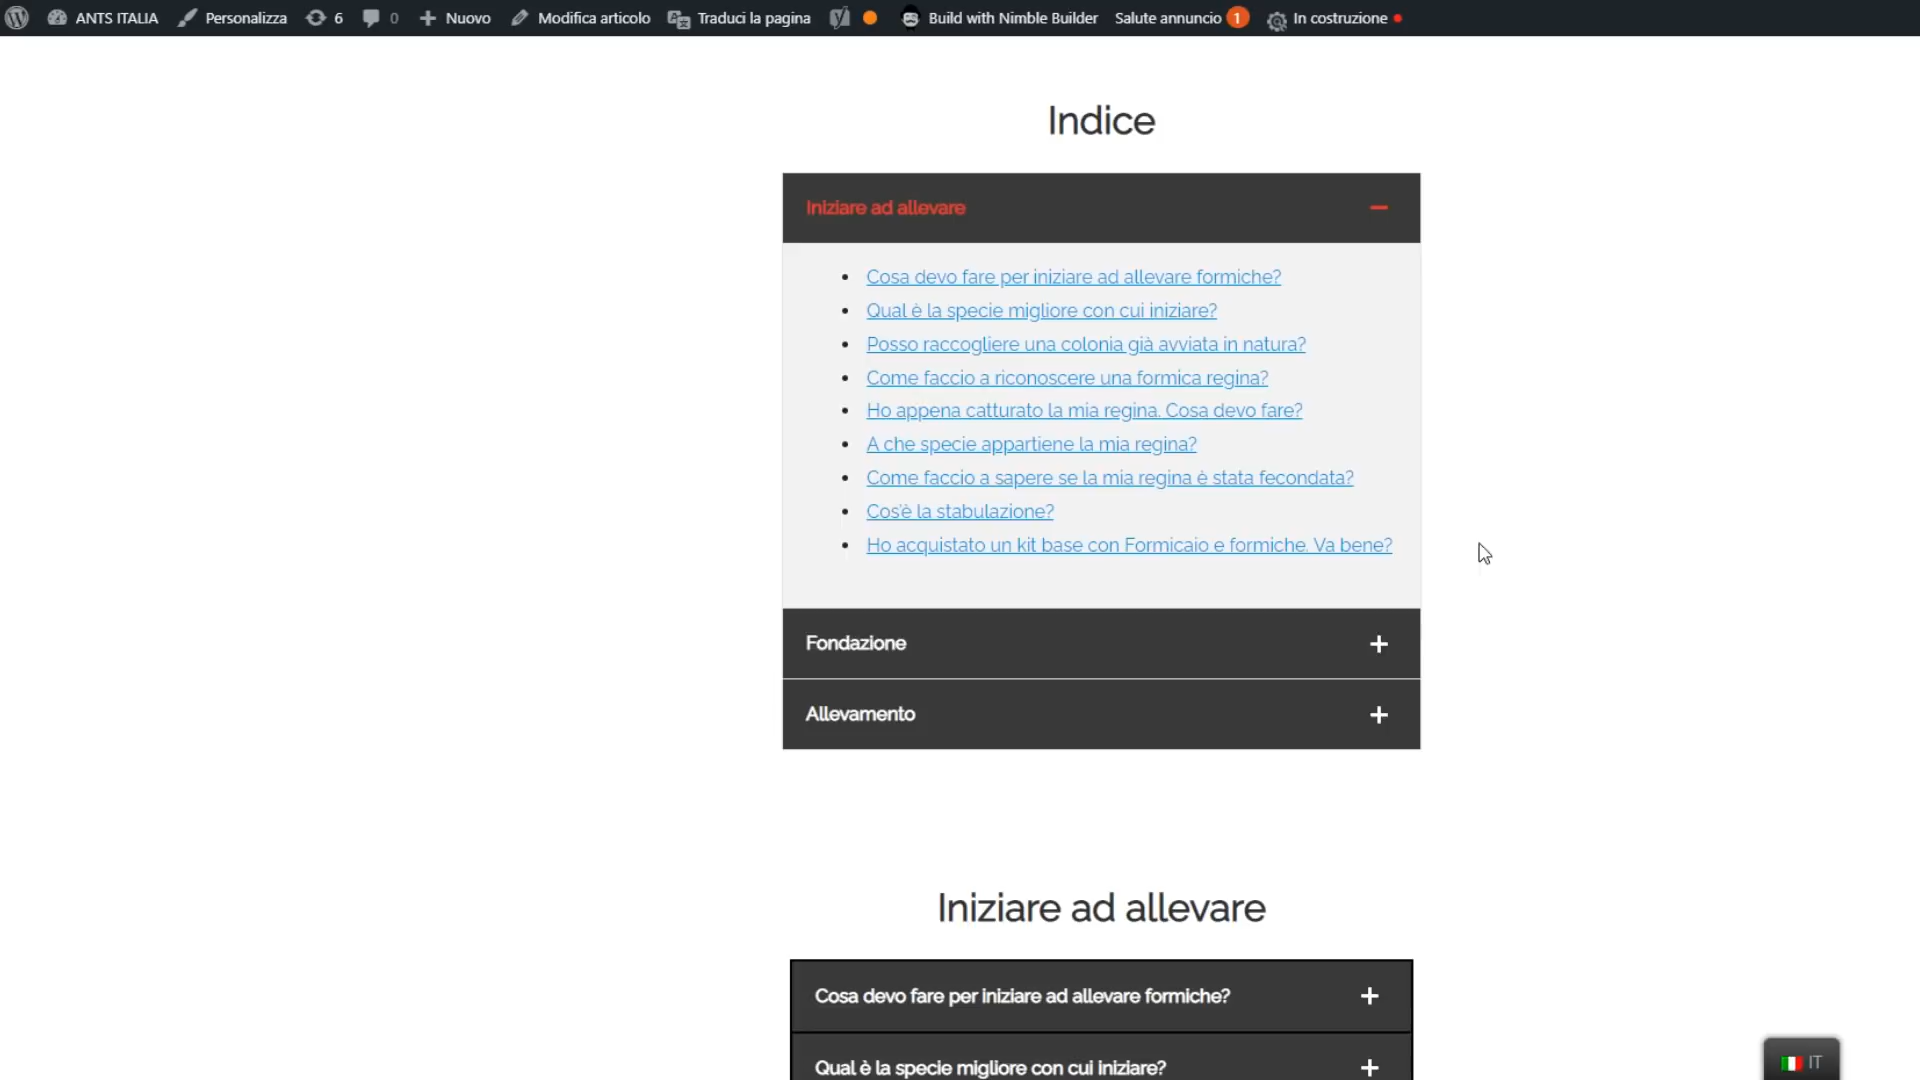 ANTS ITALIA Personalizza 6 0 Nuovo Modifica articolo Traduci la pagina Build with Nimble Builder Salute annuncio 1 In costruzione
Indice
Iniziare ad allevare
Cosa devo fare per iniziare ad allevare formiche?
Qual è la specie migliore con cui iniziare?
Posso raccogliere una colonia già avviata in natura?
Come faccio a riconoscere una formica regina?
Ho appena catturato la mia regina. Cosa devo fare?
A che specie appartiene la mia regina?
Come faccio a sapere se la mia regina è stata fecondata?
Cos'è la stabulazione?
Ho acquistato un kit base con Formicaio e formiche. Va bene?
Fondazione
Allevamento
Iniziare ad allevare
Cosa devo fare per iniziare ad allevare formiche?
Qual è la specie migliore con cui iniziare?
IT